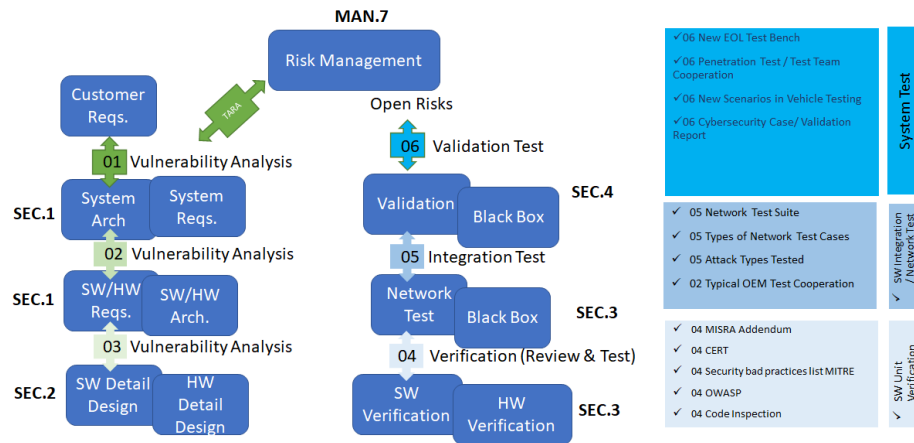 MAN.7
Risk Management
TARA
Customer
Reqs.
01 Vulnerability Analysis
SEC.1
System
Arch
System
Reqs.
02 Vulnerability Analysis
SEC.1
SW/HW
Reqs.
SW/HW
Arch.
03 Vulnerability Analysis
SEC.2
SW Detail
Design
HW
Detail
Design
Open Risks
06 Validation Test
Validation
Black Box
SEC.4
05 Integration Test
Network
Test
Black Box
SEC.3
04 Verification (Review & Test)
SW
Verification
HW
Verification
SEC.3
✓06 New EOL Test Bench
✓06 Penetration Test / Test Team
Cooperation
✓06 New Scenarios in Vehicle Testing
✓06 Cybersecurity Case/ Validation
Report
System Test
✓ 05 Network Test Suite
✓ 05 Types of Network Test Cases
✓ 05 Attack Types Tested
✓ 02 Typical OEM Test Cooperation
✓ SW Integration
/ Network Test
✓ 04 MISRA Addendum
✓ 04 CERT
✓ 04 Security bad practices list MITRE
✓ 04 OWASP
✓ 04 Code Inspection
✓ SW Unit
Verification